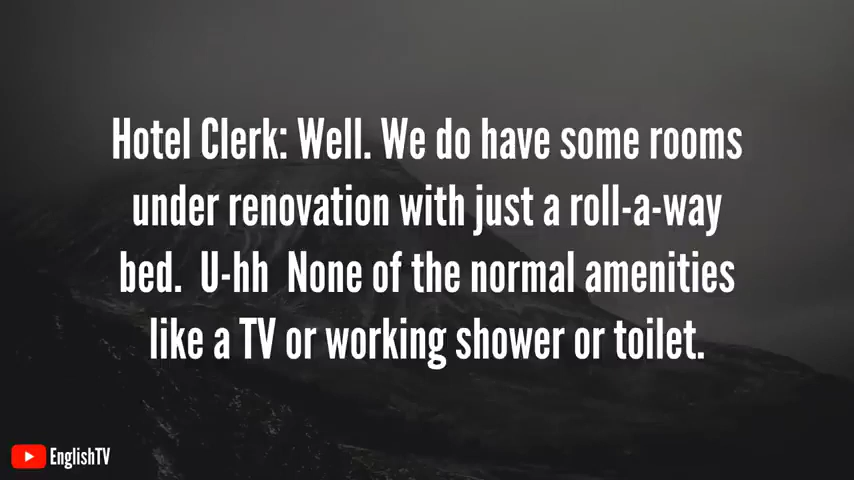 Hotel Clerk: Well. We do have some rooms
under renovation with just a roll-a-way
bed.  U-hh  None of the normal amenities
like a TV or working shower or toilet.
EnglishTV